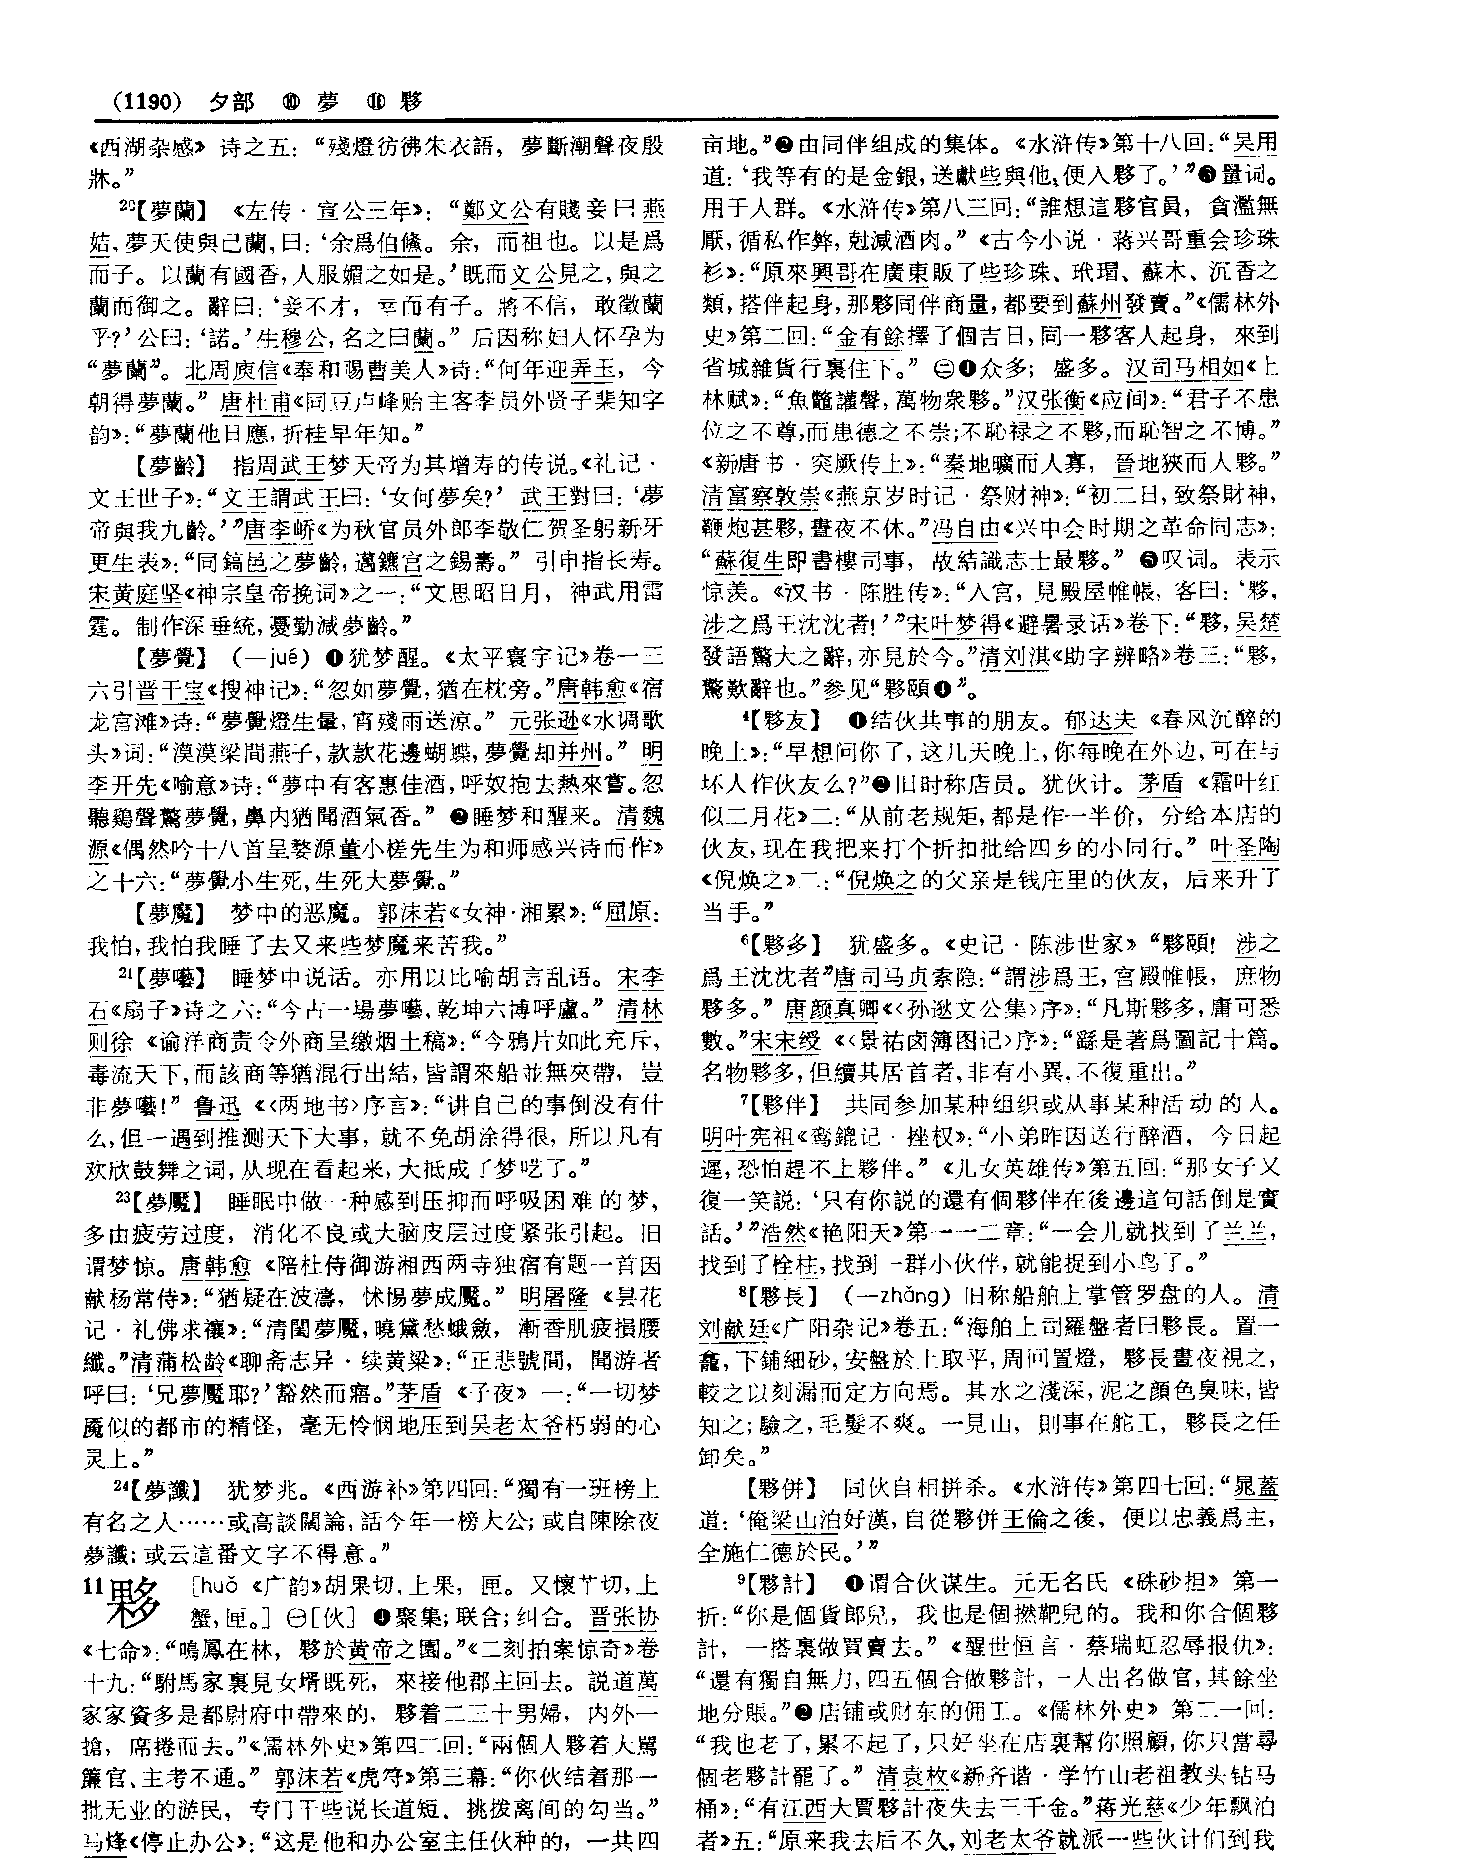 (1190) 夕部 ⑩ 夢 ⑪ 夥
《西湖杂感》诗之五：“殘燈彷彿朱衣語，夢斷潮聲夜殷
牀。”
20【夢蘭】 《左传·宣公三年》：“鄭文公有賤妾曰燕
姞，夢天使與己蘭，曰：‘余爲伯鯈。余，而祖也。以是爲
而子。以蘭有國香，人服媚之如是。’既而文公見之，與之
蘭而御之。辭曰：‘妾不才，幸而有子。將不信，敢徵蘭
乎？’公曰：‘諾。’生穆公，名之曰蘭。”后因称妇人怀孕为
“夢蘭”。北周庾信《奉和赐曹美人》诗：“何年迎弄玉，今
朝得夢蘭。”唐杜甫《同豆卢峰贻主客李员外贤子棐知字
韵》：“夢蘭他日應，折桂早年知。”
【夢齡】 指周武王梦天帝为其增寿的传说。《礼记·
文王世子》：“文王謂武王曰：‘女何夢矣？’武王對曰：‘夢
帝與我九齡。’”唐李峤《为秋官员外郎李敬仁贺圣躬新牙
更生表》：“同鎬邑之夢齡，邁鑣宫之錫壽。”引申指长寿。
宋黄庭坚《神宗皇帝挽词》之一：“文思昭日月，神武用雷
霆。制作深垂統，憂勤減夢齡。”
【夢覺】 （—jué）❶犹梦醒。《太平寰宇记》卷一三
六引晋干宝《搜神记》：“忽如夢覺，猶在枕旁。”唐韩愈《宿
龙宫滩》诗：“夢覺燈生暈，宵殘雨送涼。”元张逊《水调歌
头》词：“漠漠梁間燕子，款款花邊蝴蝶，夢覺却并州。”明
李开先《喻意》诗：“夢中有客惠佳酒，呼奴抱去熱來嘗。忽
聽鷄聲驚夢覺，鼻内猶聞酒氣香。”❷睡梦和醒来。清魏
源《偶然吟十八首呈婺源董小槎先生为和师感兴诗而作》
之十六：“夢覺小生死，生死大夢覺。”
【夢魔】 梦中的恶魔。郭沫若《女神·湘累》：“屈原：
我怕，我怕我睡了去又来些梦魔来苦我。”
21【夢囈】 睡梦中说话。亦用以比喻胡言乱语。宋李
石《扇子》诗之六：“今占一場夢囈，乾坤六博呼盧。”清林
则徐《谕洋商责令外商呈缴烟土稿》：“今鴉片如此充斥，
毒流天下，而該商等猶混行出結，皆謂來船並無夾帶，豈
非夢囈！”鲁迅《〈两地书〉序言》：“讲自己的事倒没有什
么，但一遇到推测天下大事，就不免胡涂得很，所以凡有
欢欣鼓舞之词，从现在看起来，大抵成了梦呓了。”
23【夢魘】 睡眠中做一种感到压抑而呼吸困难的梦，
多由疲劳过度，消化不良或大脑皮层过度紧张引起。旧
谓梦惊。唐韩愈《陪杜侍御游湘西两寺独宿有题一首因
献杨常侍》：“猶疑在波濤，怵惕夢成魘。”明屠隆《昙花
记·礼佛求禳》：“清閨夢魘，曉黛愁蛾斂，漸香肌疲損腰
纖。”清蒲松龄《聊斋志异·续黄梁》：“正悲號間，聞游者
呼曰：‘兄夢魘耶？’豁然而寤。”茅盾《子夜》一：“一切梦
魇似的都市的精怪，毫无怜悯地压到吴老太爷朽弱的心
灵上。”
24【夢讖】 犹梦兆。《西游补》第四回：“獨有一班榜上
有名之人……或高談闊論，話今年一榜大公；或自陳除夜
夢讖；或云這番文字不得意。”
11夥 [huǒ《广韵》胡果切，上果，匣。又懷芉切，上
蟹，匣。]㊀[伙]❶聚集；联合；纠合。晋张协
《七命》：“鳴鳳在林，夥於黄帝之園。”《二刻拍案惊奇》卷
十九：“駙馬家裏見女壻既死，來接他郡主回去。説道萬
家家資多是都尉府中帶來的，夥着二三十男婦，内外一
搶，席捲而去。”《儒林外史》第四二回：“兩個人夥着大罵
簾官、主考不通。”郭沫若《虎符》第三幕：“你伙结着那一
批无业的游民，专门干些说长道短、挑拨离间的勾当。”
马烽《停止办公》：“这是他和办公室主任伙种的，一共四
亩地。”❷由同伴组成的集体。《水浒传》第十八回：“吴用
道：‘我等有的是金銀，送獻些與他，便入夥了。’”❸量词。
用于人群。《水浒传》第八三回：“誰想這夥官員，貪濫無
厭，循私作弊，尅減酒肉。”《古今小说·蒋兴哥重会珍珠
衫》：“原來興哥在廣東販了些珍珠、玳瑁、蘇木、沉香之
類，搭伴起身，那夥同伴商量，都要到蘇州發賣。”《儒林外
史》第二回：“金有餘擇了個吉日，同一夥客人起身，來到
省城雜貨行裏住下。”㊁❶众多；盛多。汉司马相如《上
林赋》：“魚鼈讙聲，萬物衆夥。”汉张衡《应间》：“君子不患
位之不尊，而患德之不崇；不恥禄之不夥，而恥智之不博。”
《新唐书·突厥传上》：“秦地曠而人寡，晉地狹而人夥。”
清富察敦崇《燕京岁时记·祭财神》：“初二日，致祭財神，
鞭炮甚夥，晝夜不休。”冯自由《兴中会时期之革命同志》：
“蘇復生即書樓司事，故結識志士最夥。”❺叹词。表示
惊羡。《汉书·陈胜传》：“入宫，見殿屋帷帳，客曰：‘夥，
涉之爲王沈沈者！’”宋叶梦得《避暑录话》卷下：“夥，吴楚
發語驚大之辭，亦見於今。”清刘淇《助字辨略》卷三：“夥，
驚歎辭也。”参见“夥頤❶”。
4【夥友】 ❶结伙共事的朋友。郁达夫《春风沉醉的
晚上》：“早想问你了，这几天晚上，你每晚在外边，可在与
坏人作伙友么？”❷旧时称店员。犹伙计。茅盾《霜叶红
似二月花》二：“从前老规矩，都是作一半价，分给本店的
伙友，现在我把来打个折扣批给四乡的小同行。”叶圣陶
《倪焕之》二：“倪焕之的父亲是钱庄里的伙友，后来升了
当手。”
6【夥多】 犹盛多。《史记·陈涉世家》“夥頤！涉之
爲王沈沈者”唐司马贞索隐：“謂涉爲王，宫殿帷帳，庶物
夥多。”唐颜真卿《〈孙逖文公集〉序》：“凡斯夥多，庸可悉
數。”宋宋绶《〈景祐卤簿图记〉序》：“繇是著爲圖記十篇。
名物夥多，但續其居首者，非有小異，不復重出。”
7【夥伴】 共同参加某种组织或从事某种活动的人。
明叶宪祖《鸾鎞记·挫权》：“小弟昨因送行醉酒，今日起
遲，恐怕趕不上夥伴。”《儿女英雄传》第五回：“那女子又
復一笑説：‘只有你説的還有個夥伴在後邊這句話倒是實
話。’”浩然《艳阳天》第一一二章：“一会儿就找到了兰兰，
找到了栓柱，找到一群小伙伴，就能捉到小鸟了。”
8【夥長】 （—zhǎng）旧称船舶上掌管罗盘的人。清
刘献廷《广阳杂记》卷五：“海舶上司羅盤者曰夥長。置一
龕，下鋪細砂，安盤於上取平，周同置燈，夥長晝夜視之，
較之以刻漏而定方向焉。其水之淺深，泥之顔色臭味，皆
知之；驗之，毛髮不爽。一見山，則事在舵工，夥長之任
卸矣。”
【夥併】 同伙自相拼杀。《水浒传》第四七回：“晁蓋
道：‘俺梁山泊好漢，自從夥併王倫之後，便以忠義爲主，
全施仁德於民。’”
9【夥計】 ❶谓合伙谋生。元无名氏《硃砂担》第一
折：“你是個貨郎兒，我也是個撚靶兒的。我和你合個夥
計，一搭裏做買賣去。”《醒世恒言·蔡瑞虹忍辱报仇》：
“還有獨自無力，四五個合做夥計，一人出名做官，其餘坐
地分賬。”❷店铺或财东的佣工。《儒林外史》第二一回：
“我也老了，累不起了，只好坐在店裏幫你照顧，你只當尋
個老夥計罷了。”清袁枚《新齐谐·学竹山老祖教头钻马
桶》：“有江西大賈夥計夜失去三千金。”蒋光慈《少年飘泊
者》五：“原来我去后不久，刘老太爷就派一些伙计们到我